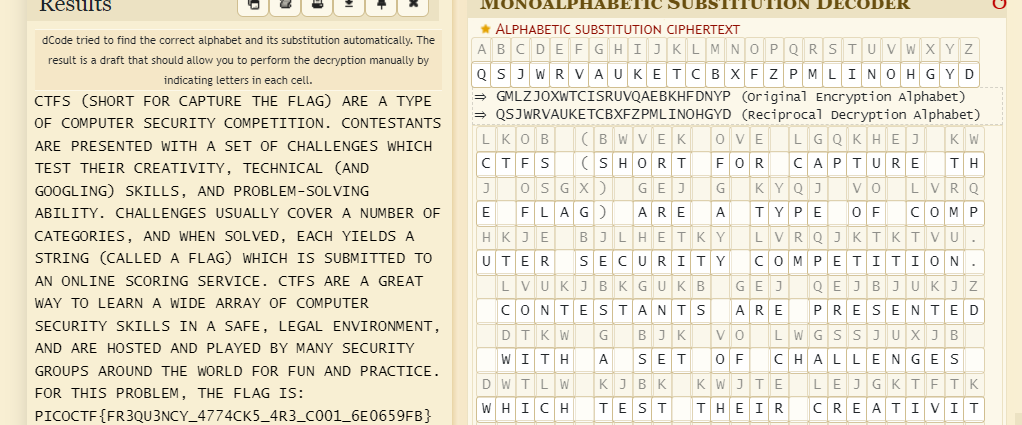 Results
dCode tried to find the correct alphabet and its substitution automatically. The
result is a draft that should allow you to perform the decryption manually by
indicating letters in each cell.
CTFS (SHORT FOR CAPTURE THE FLAG) ARE A TYPE
OF COMPUTER SECURITY COMPETITION. CONTESTANTS
ARE PRESENTED WITH A SET OF CHALLENGES WHICH
TEST THEIR CREATIVITY, TECHNICAL (AND
GOOGLING) SKILLS, AND PROBLEM-SOLVING
ABILITY. CHALLENGES USUALLY COVER A NUMBER OF
CATEGORIES, AND WHEN SOLVED, EACH YIELDS A
STRING (CALLED A FLAG) WHICH IS SUBMITTED TO
AN ONLINE SCORING SERVICE. CTFS ARE A GREAT
WAY TO LEARN A WIDE ARRAY OF COMPUTER
SECURITY SKILLS IN A SAFE, LEGAL ENVIRONMENT,
AND ARE HOSTED AND PLAYED BY MANY SECURITY
GROUPS AROUND THE WORLD FOR FUN AND PRACTICE.
FOR THIS PROBLEM, THE FLAG IS:
PICOCTF{FR3QU3NCY_4774CK5_4R3_C001_6E0659FB}
MONOALPHABETIC SUBSTITUTION DECODER
ALPHABETIC SUBSTITUTION CIPHERTEXT
A B C D E F G H I J K L M N O P Q R S T U V W X Y Z
Q S J W R V A U K E T C B X F Z P M L I N O H G Y D
⇒ GMLZJOXWTCISRUVQAEBKHFDNYP (Original Encryption Alphabet)
⇒ QSJWRVAUKETCBXFZPMLINOHGYD (Reciprocal Decryption Alphabet)
L K O B ( B W V E K O V E L G Q K H E J K W
C T F S ( S H O R T F O R C A P T U R E T H
J O S G X ) G E J G K Y Q J V O L V R Q
E F L A G ) A R E A T Y P E O F C O M P
H K J E B J L H E T K Y L V R Q J K T K T V U .
U T E R S E C U R I T Y C O M P E T I T I O N .
L V U K J B K G U K B G E J Q E J B J U K J Z
C O N T E S T A N T S A R E P R E S E N T E D
D T K W G B J K V O L W G S S J U X J B
W I T H A S E T O F C H A L L E N G E S
D W T L W K J B K K W J T E L E J G K T F T K
W H I C H T E S T T H E I R C R E A T I V I T